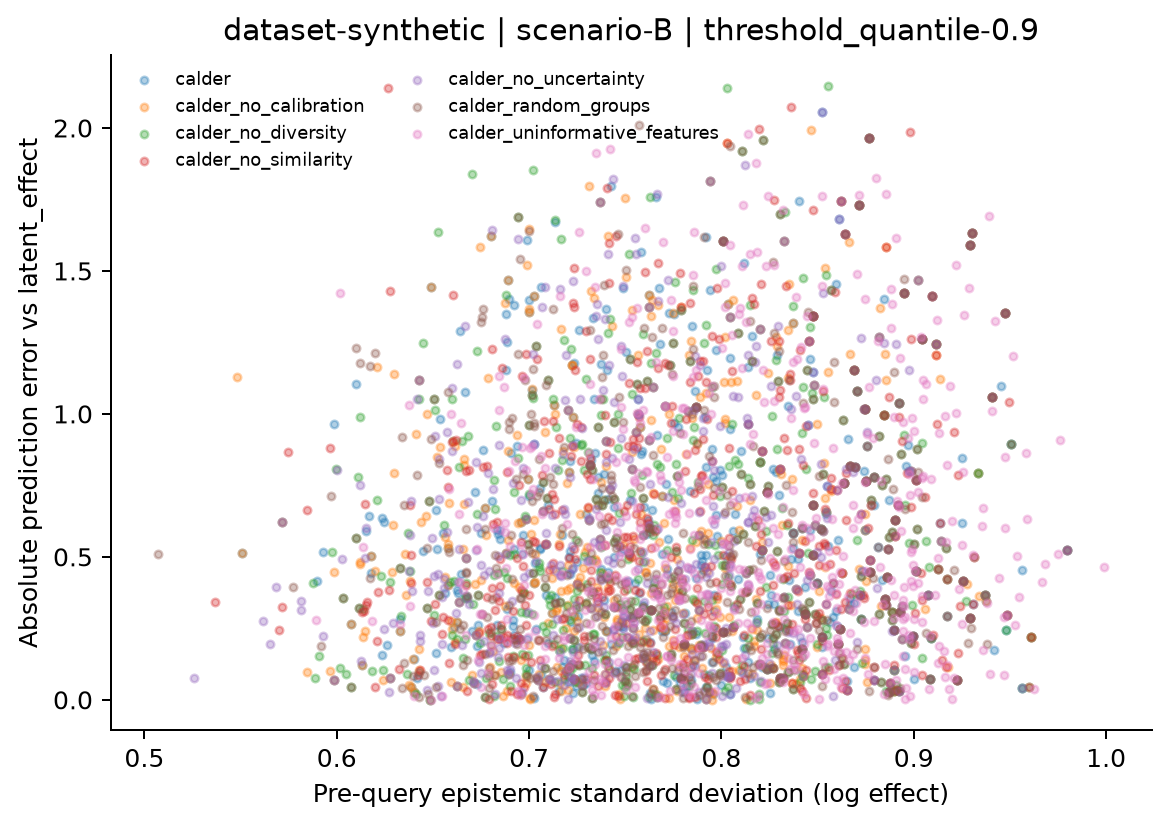 dataset-synthetic | scenario-B | threshold_quantile-0.9
calder
calder_no_calibration
calder_no_diversity
calder_no_similarity
calder_no_uncertainty
calder_random_groups
calder_uninformative_features
Absolute prediction error vs latent_effect
2.0
1.5
1.0
0.5
0.0
0.5 0.6 0.7 0.8 0.9 1.0
Pre-query epistemic standard deviation (log effect)